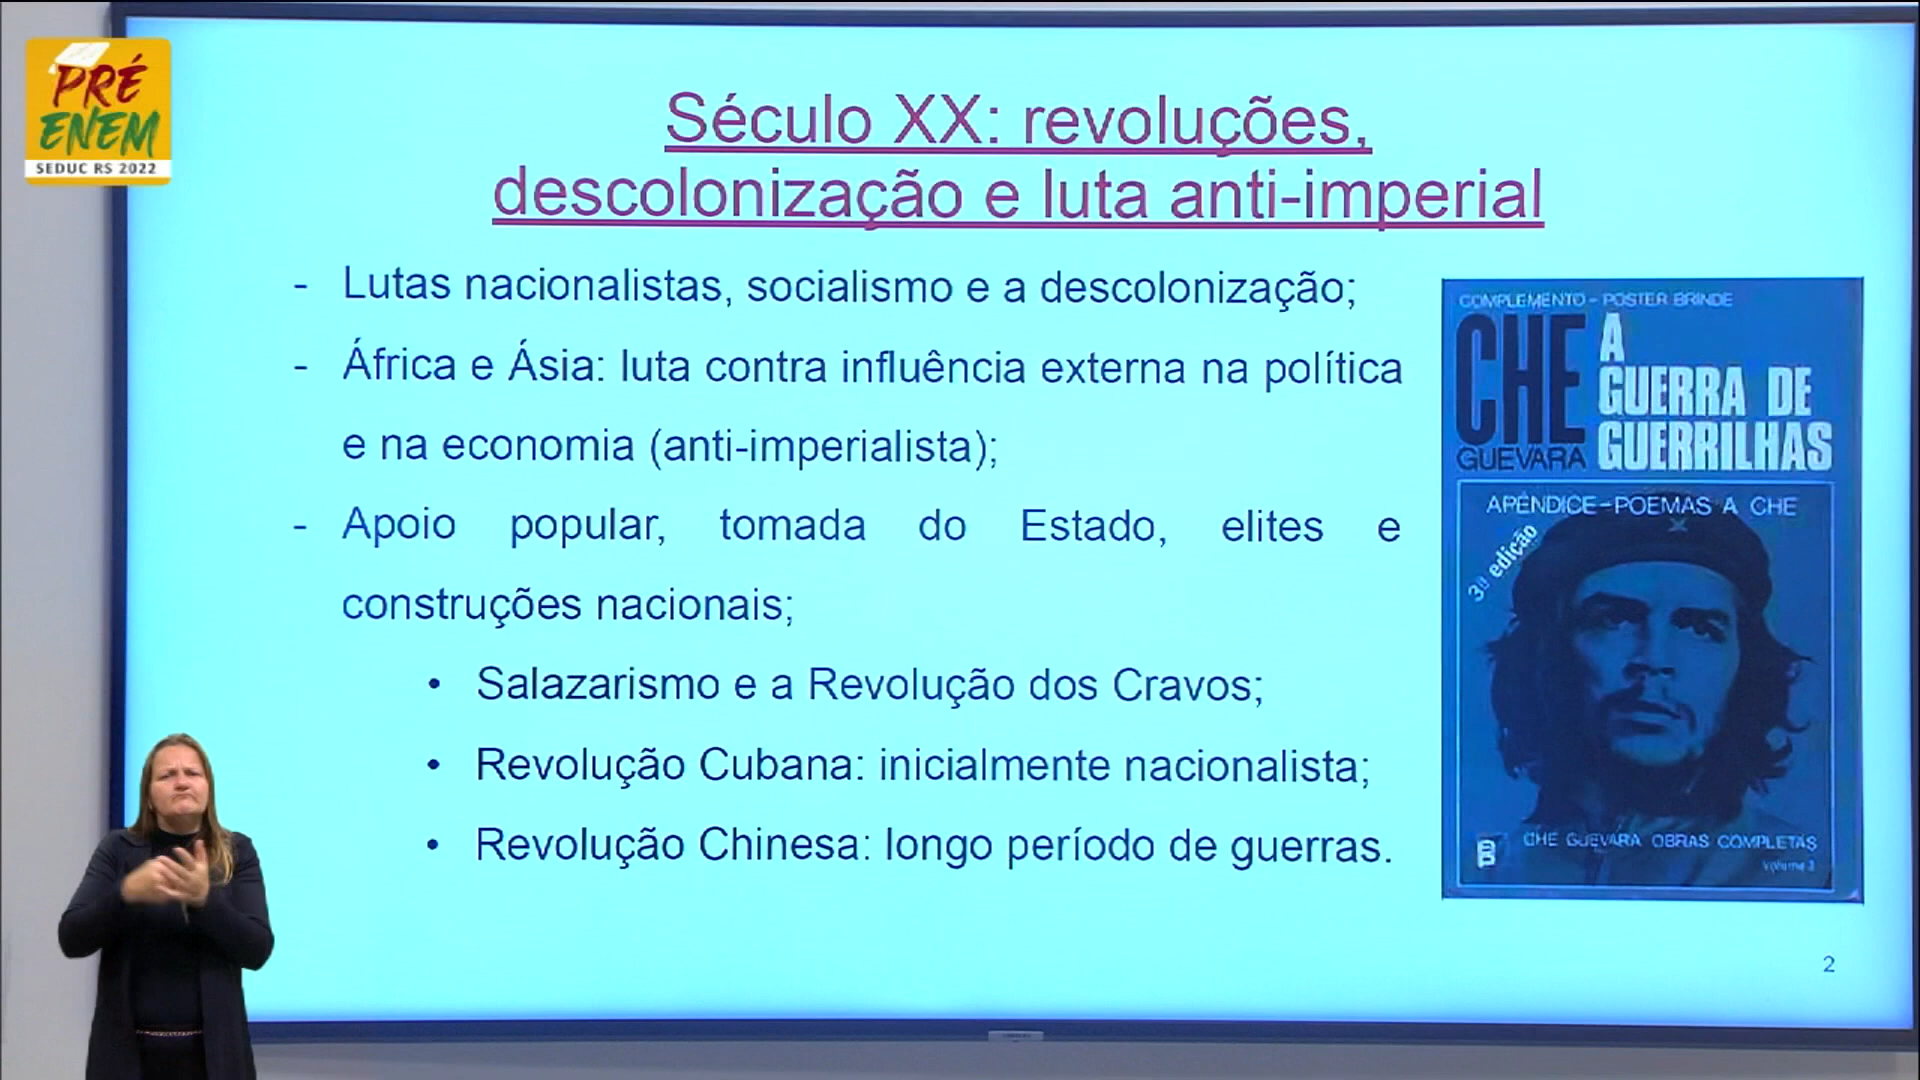 PRÉ
ENEM
SEDUC RS 2022
Século XX: revoluções,
descolonização e luta anti-imperial
- Lutas nacionalistas, socialismo e a descolonização;
- África e Ásia: luta contra influência externa na política
e na economia (anti-imperialista);
- Apoio popular, tomada do Estado, elites e
construções nacionais;
• Salazarismo e a Revolução dos Cravos;
• Revolução Cubana: inicialmente nacionalista;
• Revolução Chinesa: longo período de guerras.
COMPLEMENTO - POSTER BRINDE
CHE
GUEVARA
A
GUERRA DE
GUERRILHAS
APÊNDICE - POEMAS A CHE
3ª edição
CHE GUEVARA OBRAS COMPLETAS
Volume 3
2